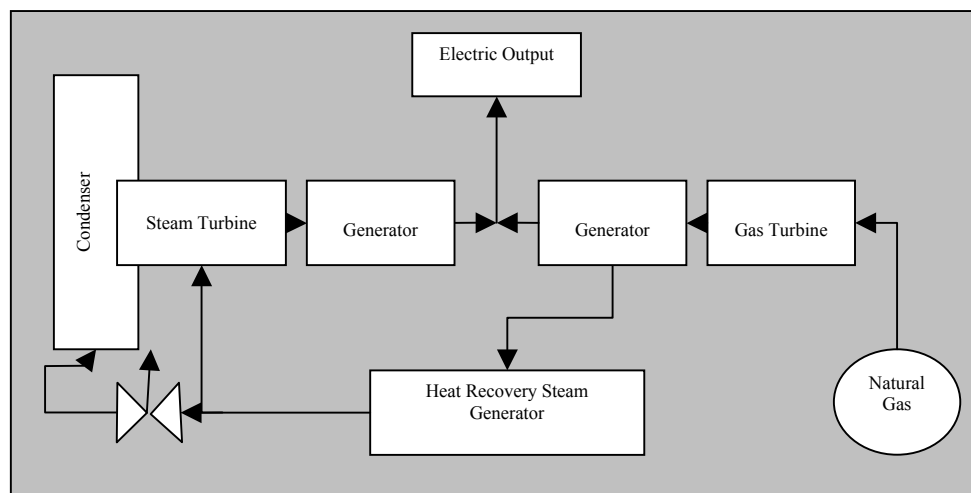 Electric Output
Condenser
Steam Turbine
Generator
Generator
Gas Turbine
Heat Recovery Steam
Generator
Natural
Gas